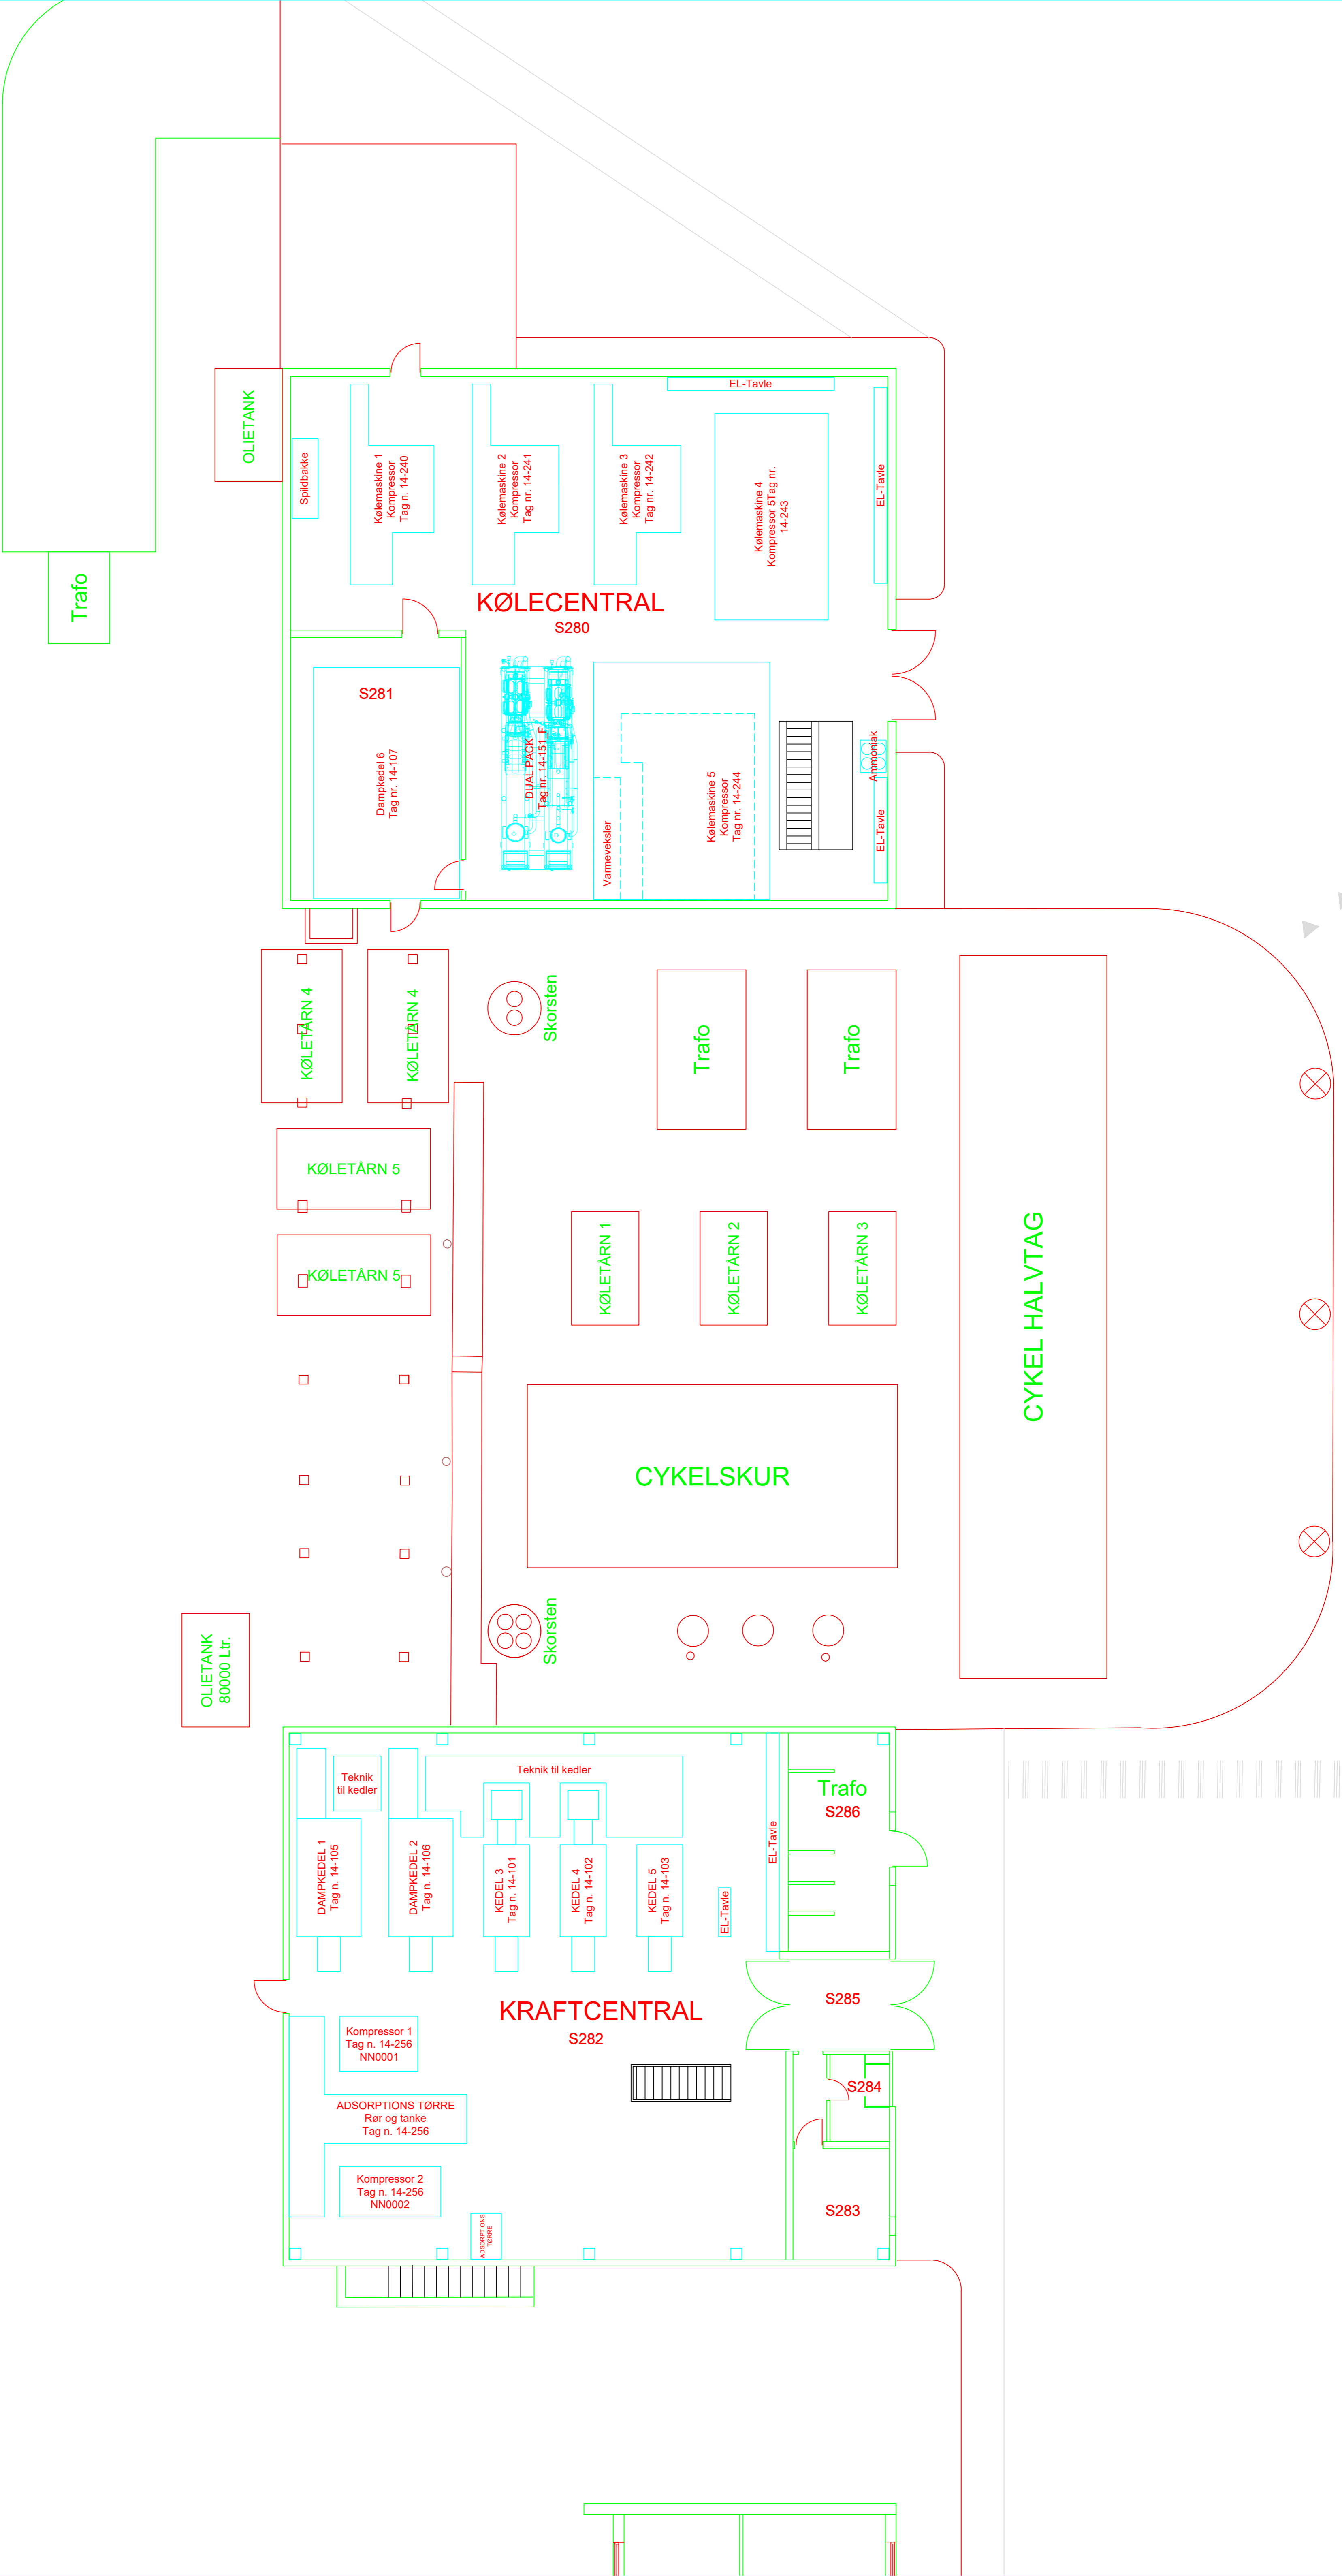 OLIETANK
Trafo
EL-Tavle
Spildbakke
Kølemaskine 1
Kompressor
Tag n. 14-240
Kølemaskine 2
Kompressor
Tag nr. 14-241
Kølemaskine 3
Kompressor
Tag nr. 14-242
Kølemaskine 4
Kompressor 5Tag nr.
14-243
EL-Tavle
KØLECENTRAL
S280
S281
Dampkedel 6
Tag nr. 14-107
DUAL PACK
Tag nr. 14-151_F
Varmeveksler
Kølemaskine 5
Kompressor
Tag nr. 14-244
Ammoniak
EL-Tavle
KØLETÅRN 4
KØLETÅRN 4
Skorsten
Trafo
Trafo
KØLETÅRN 5
KØLETÅRN 5
KØLETÅRN 1
KØLETÅRN 2
KØLETÅRN 3
CYKEL HALVTAG
CYKELSKUR
Skorsten
OLIETANK
80000 Ltr.
Teknik
til kedler
Teknik til kedler
DAMPKEDEL 1
Tag n. 14-105
DAMPKEDEL 2
Tag n. 14-106
KEDEL 3
Tag n. 14-101
KEDEL 4
Tag n. 14-102
KEDEL 5
Tag n. 14-103
EL-Tavle
EL-Tavle
Trafo
S286
KRAFTCENTRAL
S282
S285
S284
S283
Kompressor 1
Tag n. 14-256
NN0001
ADSORPTIONS TØRRE
Rør og tanke
Tag n. 14-256
Kompressor 2
Tag n. 14-256
NN0002
ADSORPTIONS
TØRRE